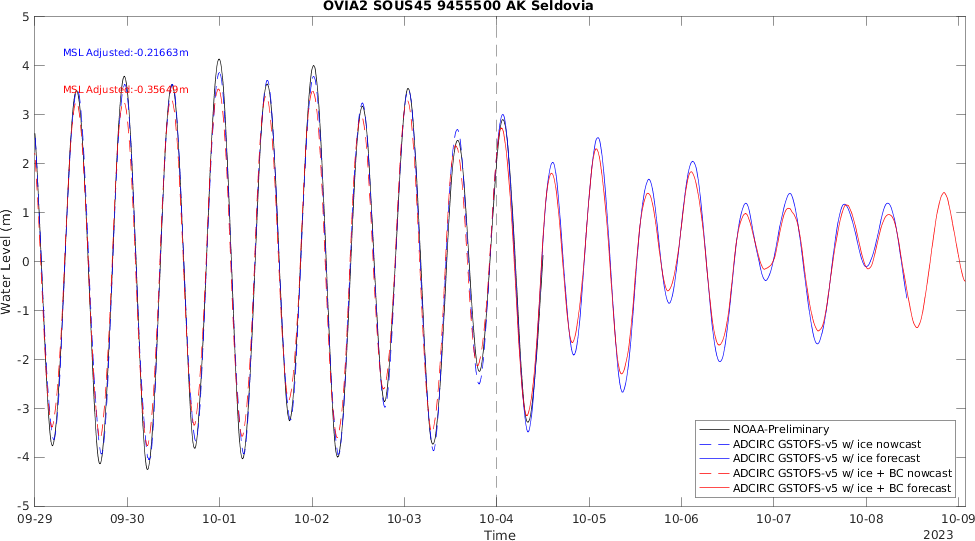 OVIA2 SOUS45 9455500 AK Seldovia
MSL Adjusted:-0.21663m
MSL Adjusted:-0.35649m
Water Level (m)
5
4
3
2
1
0
-1
-2
-3
-4
-5
NOAA-Preliminary
ADCIRC GSTOFS-v5 w/ ice nowcast
ADCIRC GSTOFS-v5 w/ ice forecast
ADCIRC GSTOFS-v5 w/ ice + BC nowcast
ADCIRC GSTOFS-v5 w/ ice + BC forecast
09-29 09-30 10-01 10-02 10-03 10-04 10-05 10-06 10-07 10-08 10-09
Time
2023